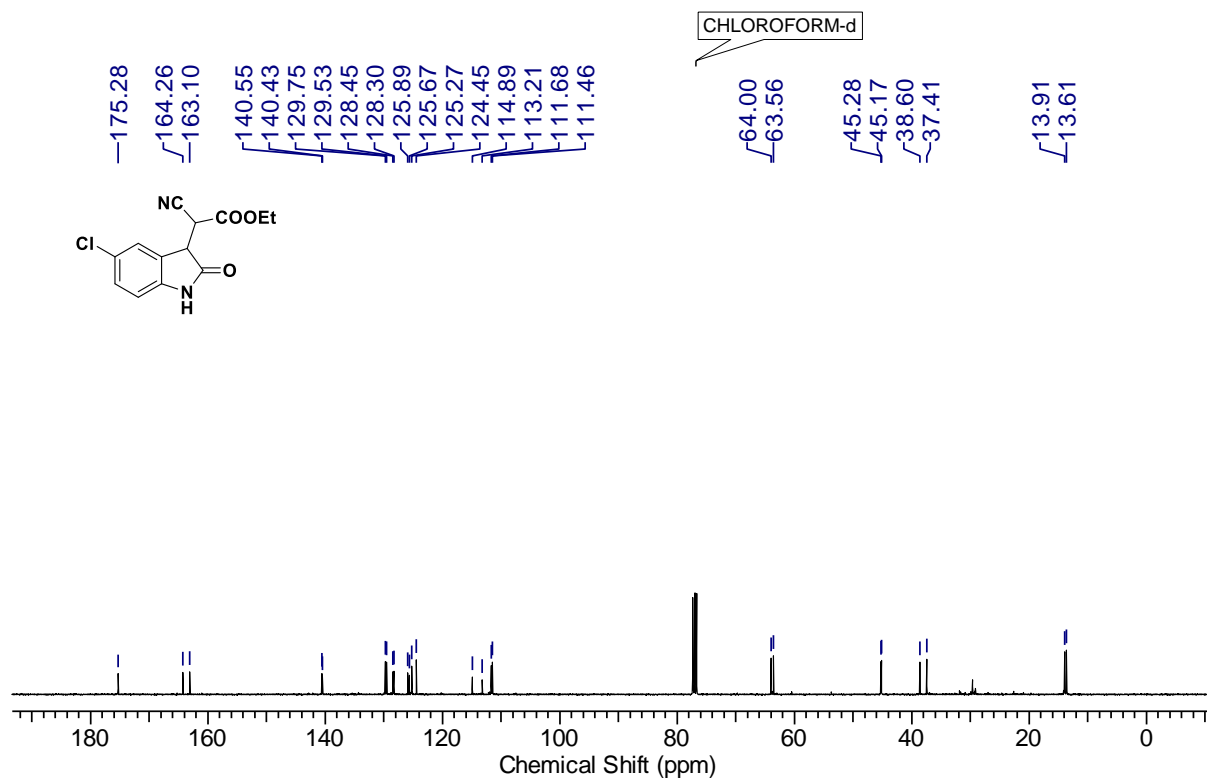 CHLOROFORM-d
175.28
164.26
163.10
140.55
140.43
129.75
129.53
128.45
128.30
125.89
125.67
125.27
124.45
114.89
113.21
111.68
111.46
64.00
63.56
45.28
45.17
38.60
37.41
13.91
13.61
NC
COOEt
Cl
O
N
H
180 160 140 120 100 80 60 40 20 0
Chemical Shift (ppm)